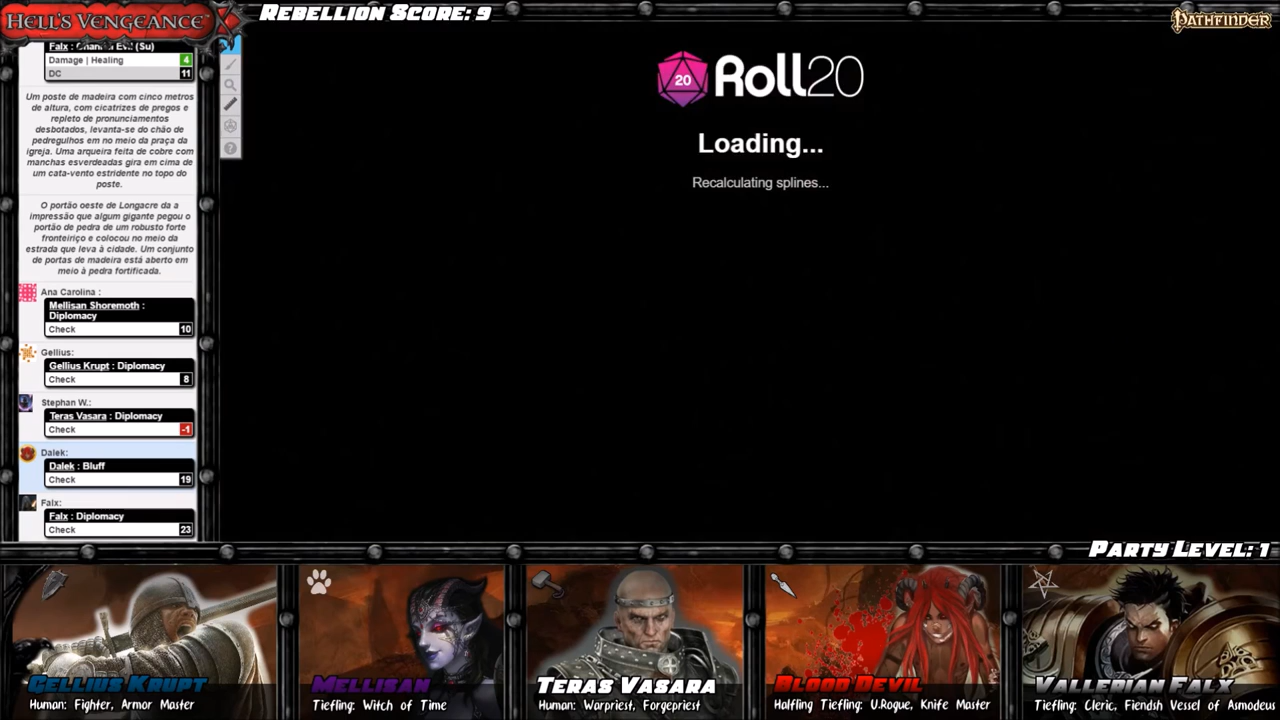 HELL'S VENGEANCE
REBELLION SCORE: 9
PATHFINDER
Falx : Channel Evil (Su)
Damage | Healing 4
DC 11
Um poste de madeira com cinco metros
de altura, com cicatrizes de pregos e
repleto de pronunciamentos
desbotados, levanta-se do chão de
pedregulhos em no meio da praça da
igreja. Uma arqueira feita de cobre com
manchas esverdeadas gira em cima de
um cata-vento estridente no topo do
poste.
O portão oeste de Longacre da a
impressão que algum gigante pegou o
portão de pedra de um robusto forte
fronteiriço e colocou no meio da
estrada que leva à cidade. Um conjunto
de portas de madeira está aberto em
meio à pedra fortificada.
Ana Carolina :
Mellisan Shoremoth :
Diplomacy
Check 10
Gellius:
Gellius Krupt : Diplomacy
Check 8
Stephan W.:
Teras Vasara : Diplomacy
Check -1
Dalek:
Dalek : Bluff
Check 19
Falx:
Falx : Diplomacy
Check 23
20 Roll20
Loading...
Recalculating splines...
PARTY LEVEL: 1
GELLIUS KRUPT
Human: Fighter, Armor Master
MELLISAN
Tiefling: Witch of Time
TERAS VASARA
Human: Warpriest, Forgepriest
BLOOD DEVIL
Halfling Tiefling: U.Rogue, Knife Master
VALLERIAN FALX
Tiefling: Cleric, Fiendish Vessel of Asmodeus